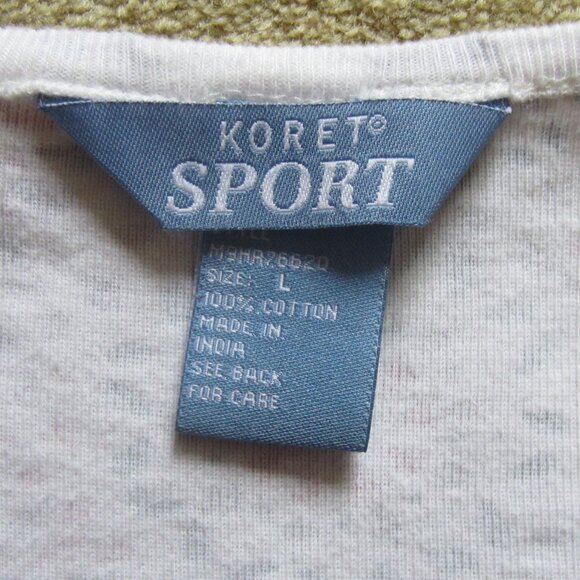 KORET©
SPORT
SIZE: L
100% COTTON
MADE IN
INDIA
SEE BACK
FOR CARE